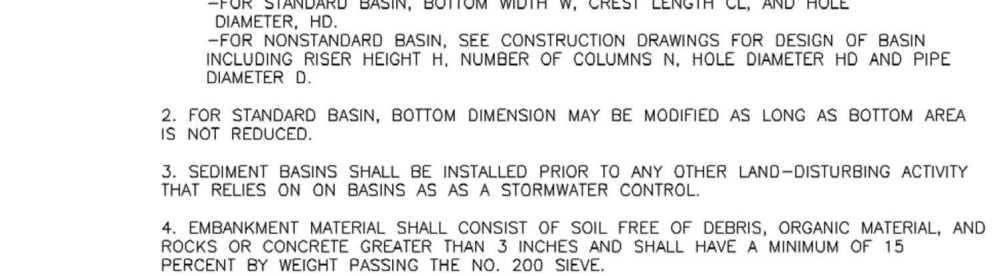 -FOR STANDARD BASIN, BOTTOM WIDTH W, CREST LENGTH CL, AND HOLE
DIAMETER, HD.
-FOR NONSTANDARD BASIN, SEE CONSTRUCTION DRAWINGS FOR DESIGN OF BASIN
INCLUDING RISER HEIGHT H, NUMBER OF COLUMNS N, HOLE DIAMETER HD AND PIPE
DIAMETER D.
2. FOR STANDARD BASIN, BOTTOM DIMENSION MAY BE MODIFIED AS LONG AS BOTTOM AREA
IS NOT REDUCED.
3. SEDIMENT BASINS SHALL BE INSTALLED PRIOR TO ANY OTHER LAND-DISTURBING ACTIVITY
THAT RELIES ON ON BASINS AS AS A STORMWATER CONTROL.
4. EMBANKMENT MATERIAL SHALL CONSIST OF SOIL FREE OF DEBRIS, ORGANIC MATERIAL, AND
ROCKS OR CONCRETE GREATER THAN 3 INCHES AND SHALL HAVE A MINIMUM OF 15
PERCENT BY WEIGHT PASSING THE NO. 200 SIEVE.